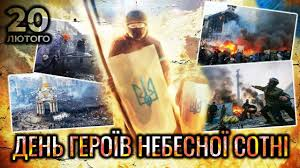 20
ЛЮТОГО
ДЕНЬ ГЕРОЇВ НЕБЕСНОЇ СОТНІ